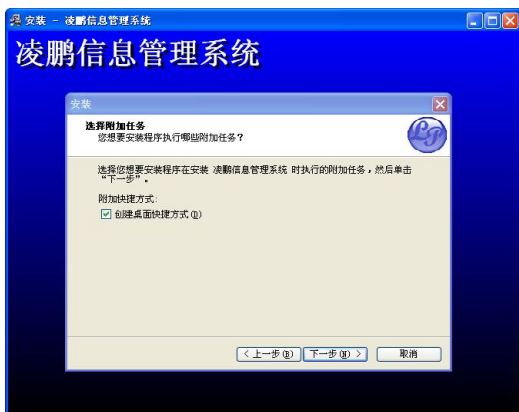 安装 - 凌鹏信息管理系统
凌鹏信息管理系统
安装
选择附加任务
您想要安装程序执行哪些附加任务？
LP
选择您想要安装程序在安装 凌鹏信息管理系统 时执行的附加任务，然后单击
“下一步”。
附加快捷方式:
创建桌面快捷方式(D)
< 上一步(B)
下一步(N) >
取消